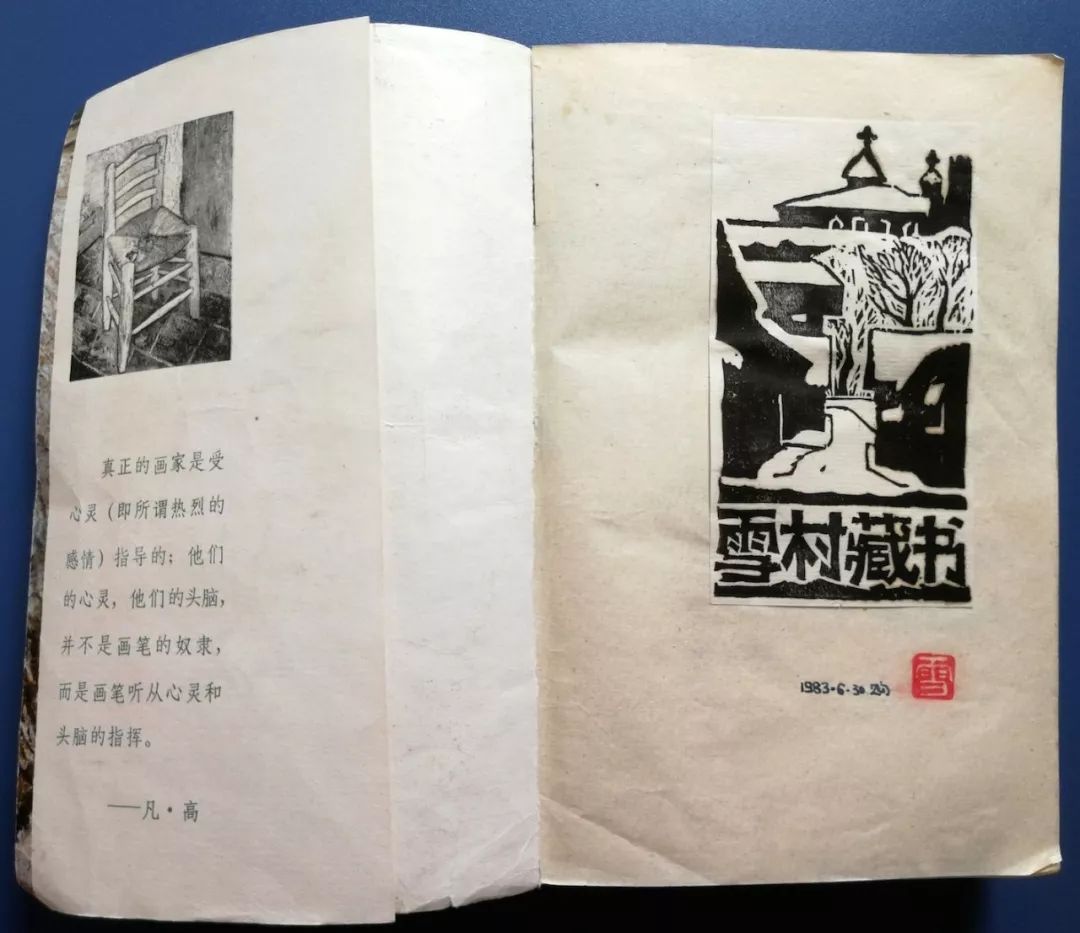 真正的画家是受
心灵(即所谓热烈的
感情)指导的；他们
的心灵，他们的头脑，
并不是画笔的奴隶，
而是画笔听从心灵和
头脑的指挥。
——凡·高
雪村藏书
1983.6.30
雪